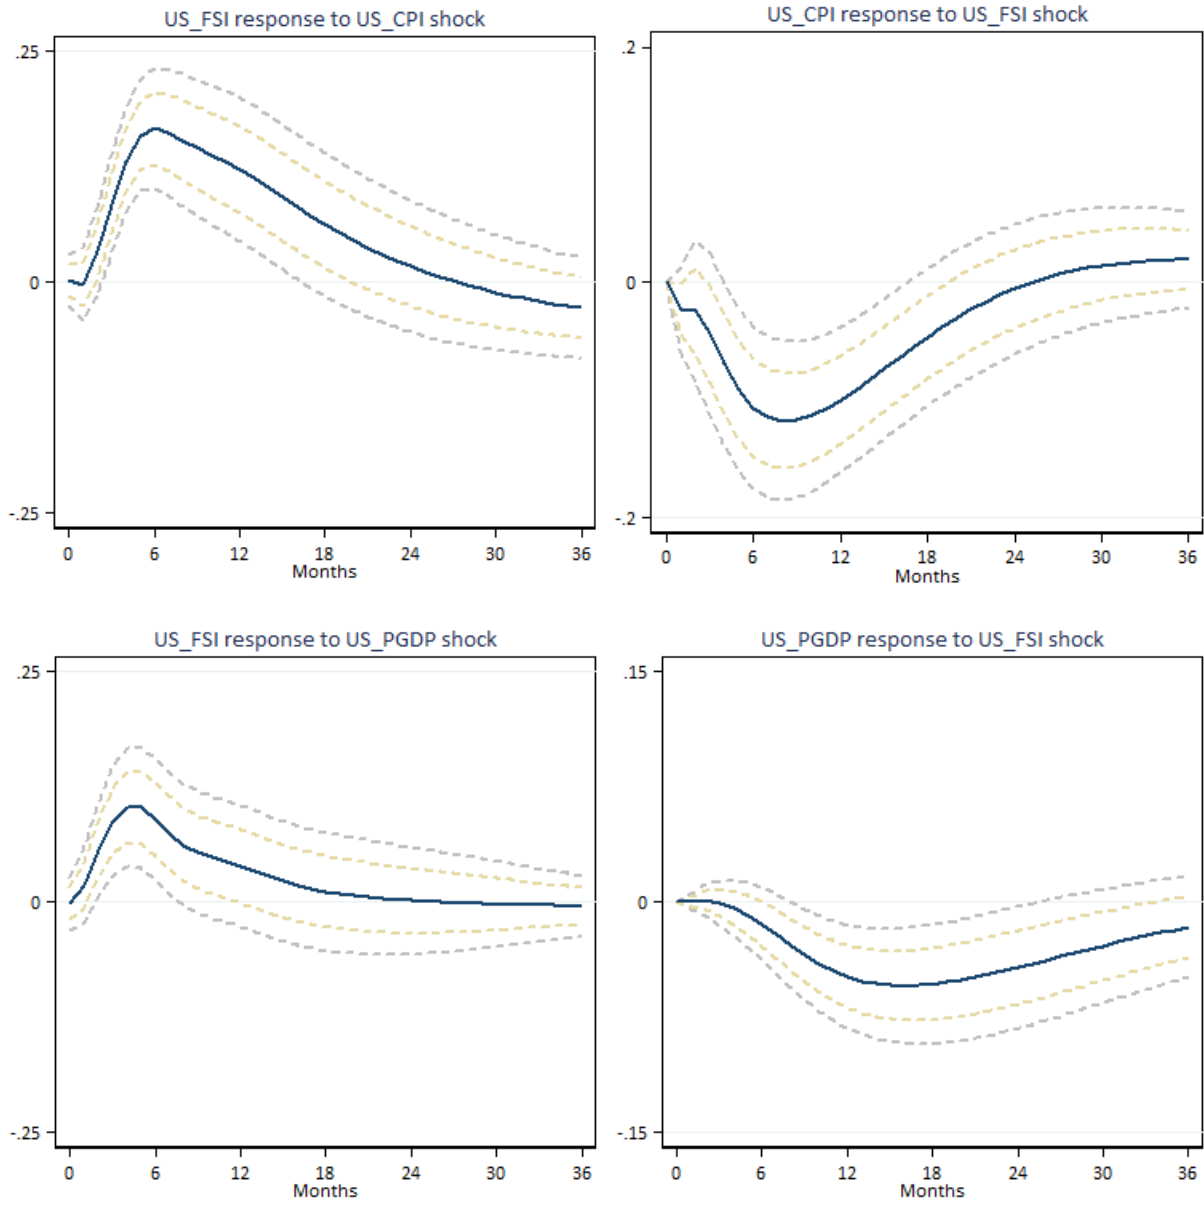 US_FSI response to US_CPI shock
.25
0
-.25
0 6 12 18 24 30 36
Months
US_CPI response to US_FSI shock
.2
0
-.2
0 6 12 18 24 30 36
Months
US_FSI response to US_PGDP shock
.25
0
-.25
0 6 12 18 24 30 36
Months
US_PGDP response to US_FSI shock
.15
0
-.15
0 6 12 18 24 30 36
Months